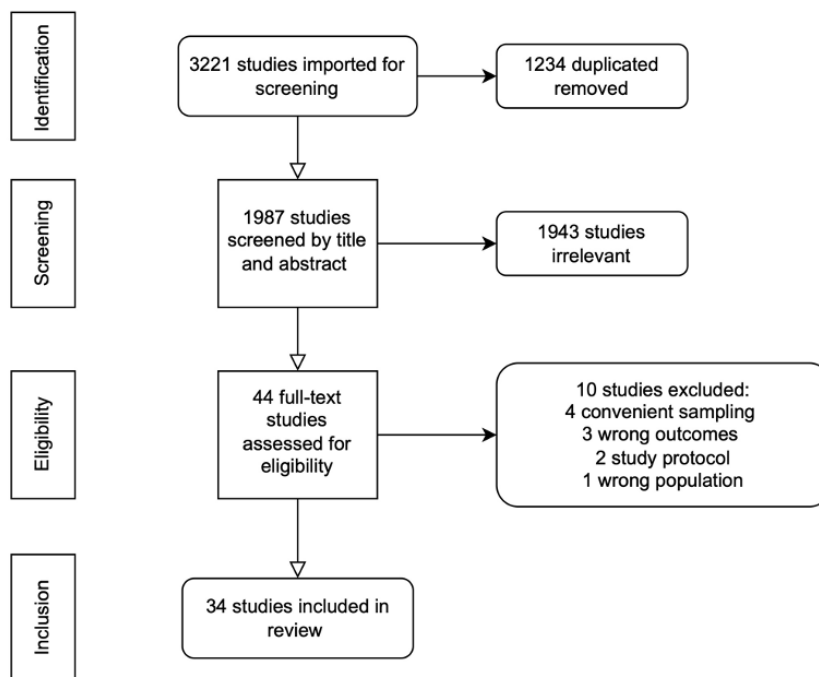 Identification
3221 studies imported for
screening
1234 duplicated
removed
Screening
1987 studies
screened by title
and abstract
1943 studies
irrelevant
Eligibility
44 full-text
studies
assessed for
eligibility
10 studies excluded:
4 convenient sampling
3 wrong outcomes
2 study protocol
1 wrong population
Inclusion
34 studies included in
review